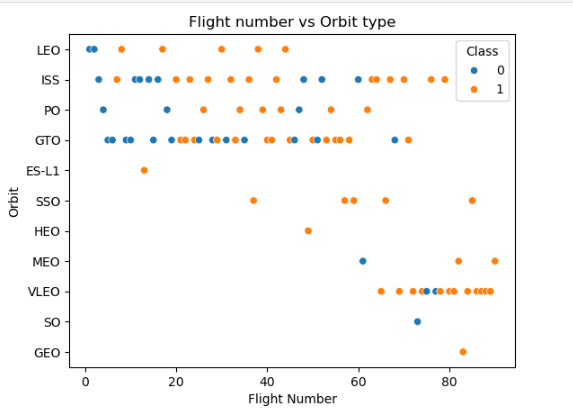 Flight number vs Orbit type
LEO
ISS
PO
GTO
ES-L1
SSO
HEO
MEO
VLEO
SO
GEO
Orbit
Class
0
1
0 20 40 60 80
Flight Number